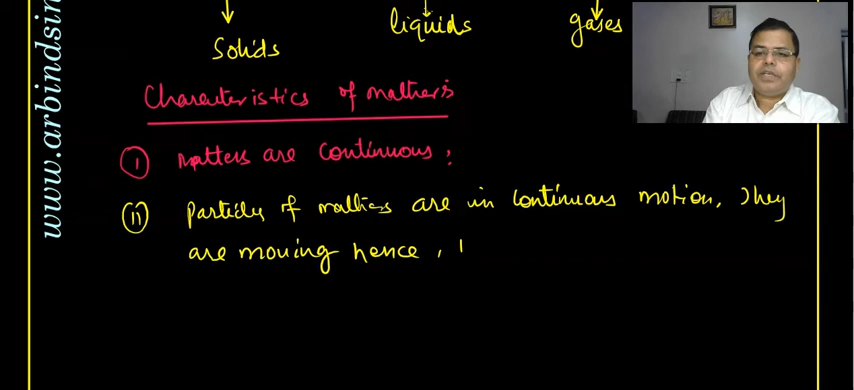 Solids liquids gases
Characteristics of matters
(i) matters are continuous :
(ii) Particles of matters are in continuous motion. They
are moving hence, 1
www.arbindsin